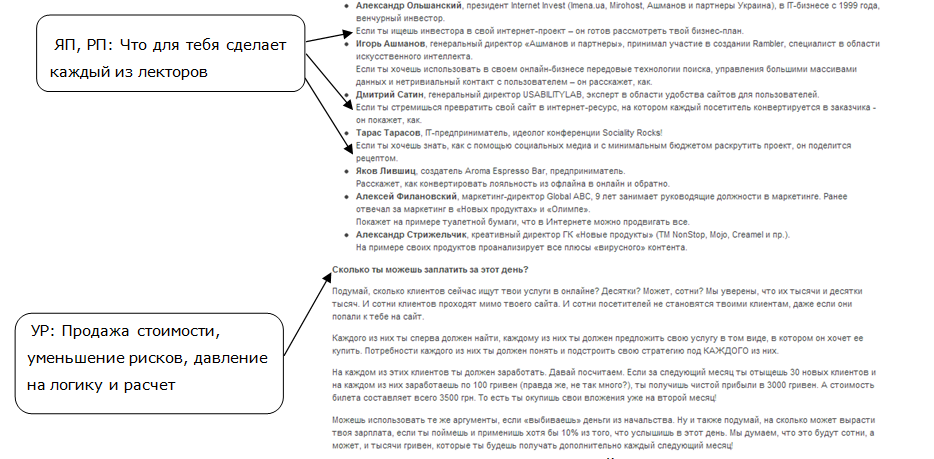 ЯП, РП: Что для тебя сделает
каждый из лекторов
Александр Ольшанский, президент Internet Invest (Imena.ua, Mirohost, Ашманов и партнеры Украина), в IT-бизнесе с 1999 года,
венчурный инвестор.
Если ты ищешь инвестора в свой интернет-проект – он готов рассмотреть твой бизнес-план.
Игорь Ашманов, генеральный директор «Ашманов и партнеры», принимал участие в создании Rambler, специалист в области
искусственного интеллекта.
Если ты хочешь использовать в своем онлайн-бизнесе передовые технологии поиска, управления большими массивами
данных и нетривиальный контакт с пользователем – он расскажет, как.
Дмитрий Сатин, генеральный директор USABILITYLAB, эксперт в области удобства сайтов для пользователей.
Если ты стремишься превратить свой сайт в интернет-ресурс, на котором каждый посетитель конвертируется в заказчика -
он покажет, как.
Тарас Тарасов, IT-предприниматель, идеолог конференции Sociality Rocks!
Если ты хочешь знать, как с помощью социальных медиа и с минимальным бюджетом раскрутить проект, он поделится
рецептом.
Яков Лившиц, создатель Aroma Espresso Bar, предприниматель.
Расскажет, как конвертировать лояльность из офлайна в онлайн и обратно.
Алексей Филановский, маркетинг-директор Global ABC, 9 лет занимает руководящие должности в маркетинге. Ранее
отвечал за маркетинг в «Новых продуктах» и «Олимпе».
Покажет на примере туалетной бумаги, что в Интернете можно продвигать все.
Александр Стрижельчик, креативный директор ГК «Новые продукты» (ТМ NonStop, Mojo, Creamel и пр.).
На примере своих продуктов проанализирует все плюсы «вирусного» контента.
Сколько ты можешь заплатить за этот день?
Подумай, сколько клиентов сейчас ищут твои услуги в онлайне? Десятки? Может, сотни? Мы уверены, что их тысячи и десятки
тысяч. И сотни клиентов проходят мимо твоего сайта. И сотни посетителей не становятся твоими клиентам, даже если они
попали к тебе на сайт.
УР: Продажа стоимости,
уменьшение рисков, давление
на логику и расчет
Каждого из них ты сперва должен найти, каждому из них ты должен предложить свою услугу в том виде, в котором он хочет ее
купить. Потребности каждого из них ты должен понять и подстроить свою стратегию под КАЖДОГО из них.
На каждом из этих клиентов ты должен заработать. Давай посчитаем. Если за следующий месяц ты отыщешь 30 новых клиентов и
на каждом из них заработаешь по 100 гривен (правда же, не так много?), ты получишь чистой прибыли в 3000 гривен. А стоимость
билета составляет всего 3500 грн. То есть ты окупишь свои вложения уже на второй месяц!
Можешь использовать те же аргументы, если «выбиваешь» деньги из начальства. Ну и также подумай, на сколько может вырасти
твоя зарплата, если ты поймешь и применишь хотя бы 10% из того, что услышишь в этот день. Мы думаем, что это будут сотни, а
может, и тысячи гривен, которые ты будешь получать дополнительно каждый следующий месяц!